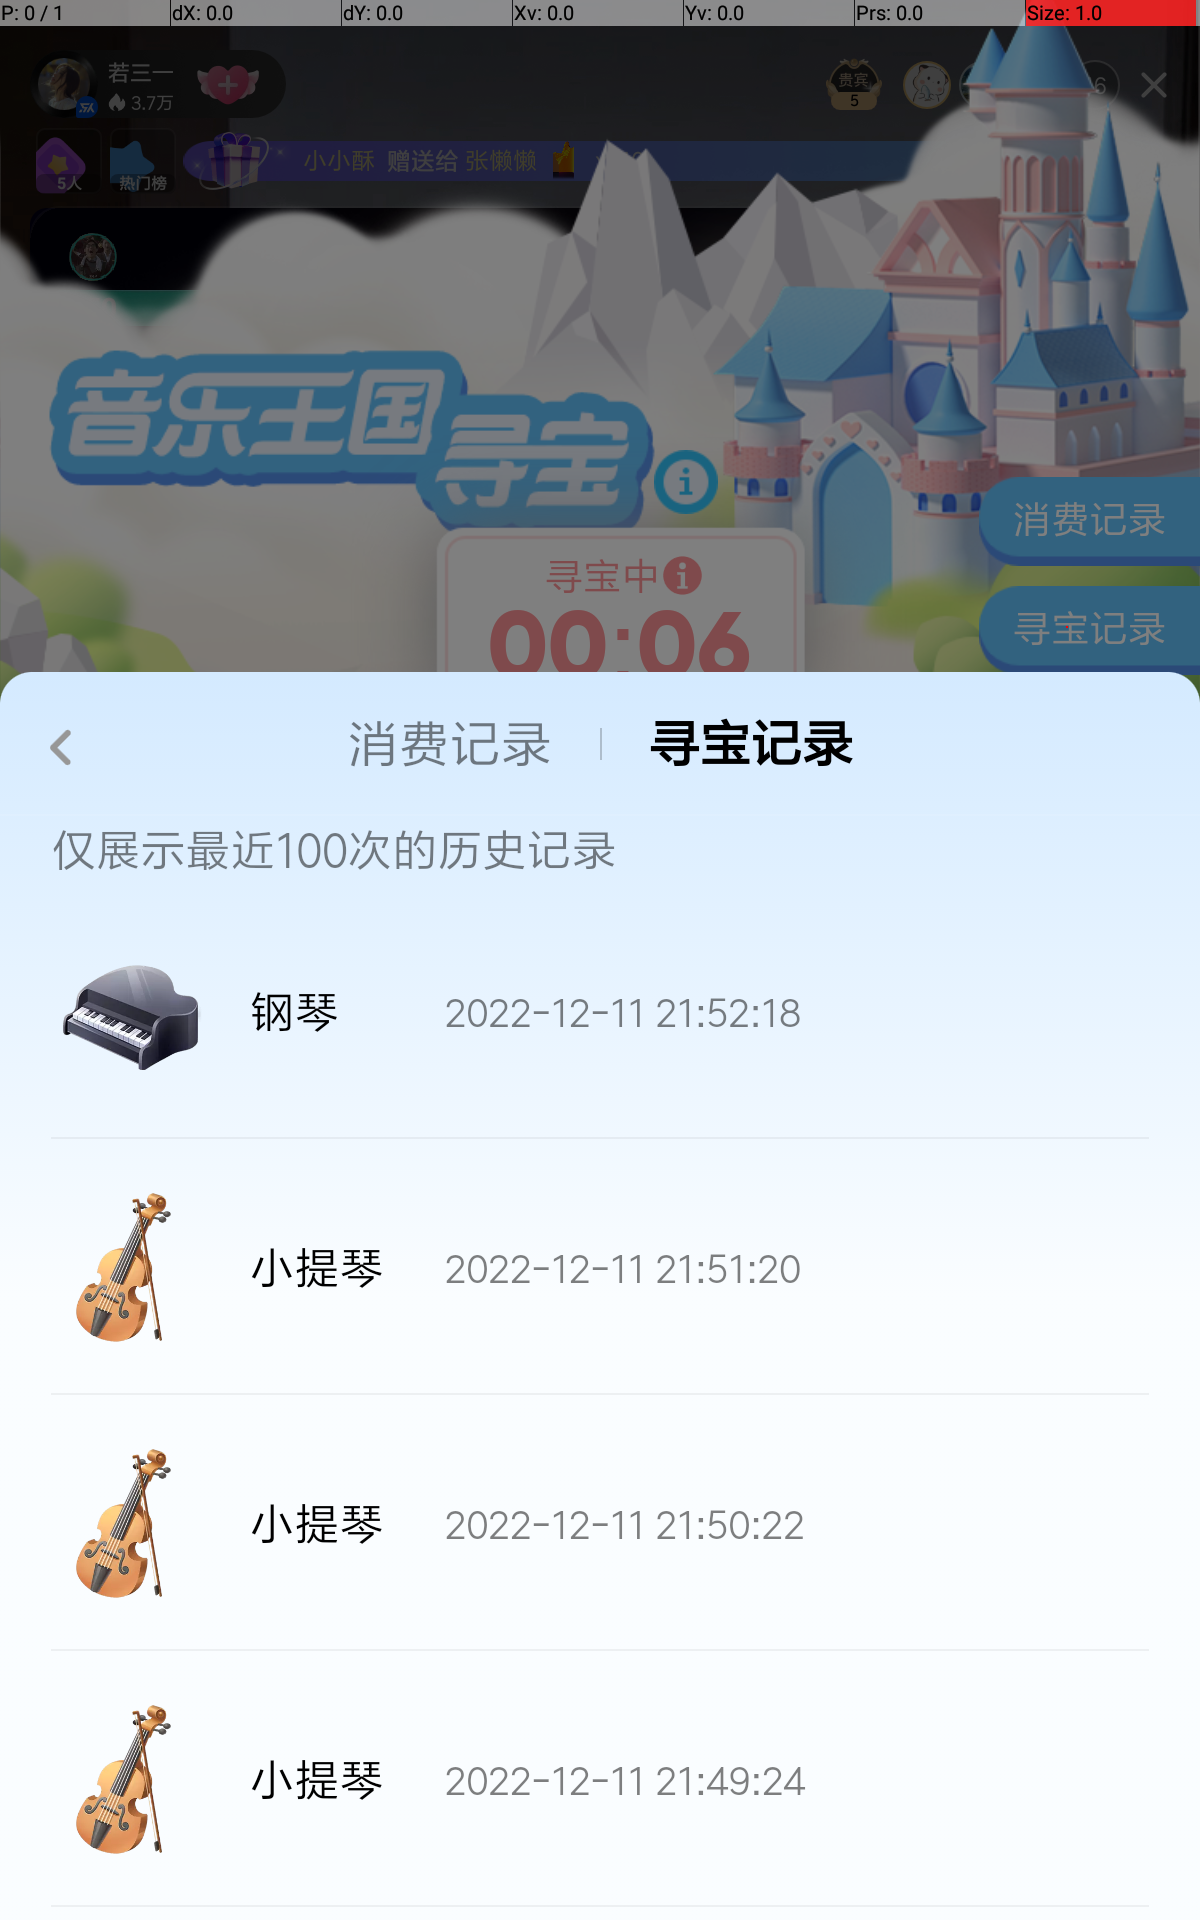 P: 0 / 1 dX: 0.0 dY: 0.0 Xv: 0.0 Yv: 0.0 Prs: 0.0 Size: 1.0
若三一
3.7万
贵宾
5
6
5人
热门榜
小小酥 赠送给 张懒懒
音乐王国
寻宝
消费记录
寻宝中
00:06
寻宝记录
消费记录 寻宝记录
仅展示最近100次的历史记录
钢琴 2022-12-11 21:52:18
小提琴 2022-12-11 21:51:20
小提琴 2022-12-11 21:50:22
小提琴 2022-12-11 21:49:24